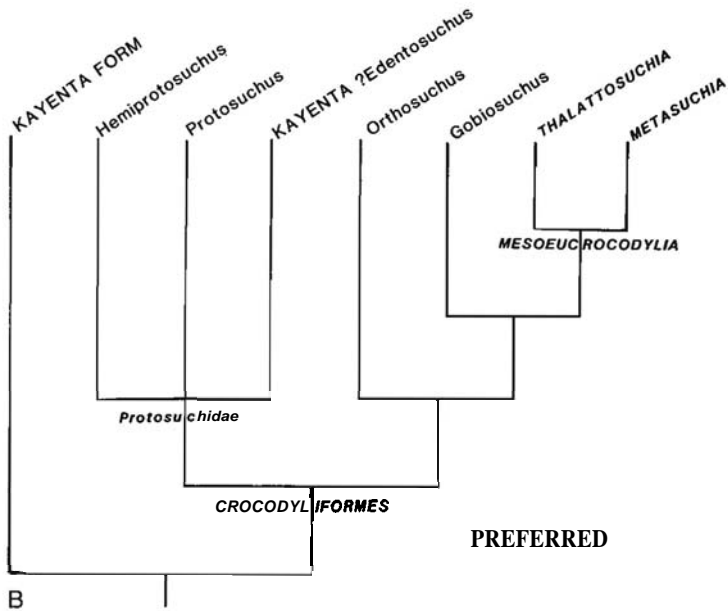 KAYENTA FORM
Hemiprotosuchus
Protosuchus
KAYENTA ?Edentosuchus
Orthosuchus
Gobiosuchus
THALATTOSUCHIA
METASUCHIA
MESOEUCROCODYLIA
Protosuchidae
CROCODYLIFORMES
PREFERRED
B